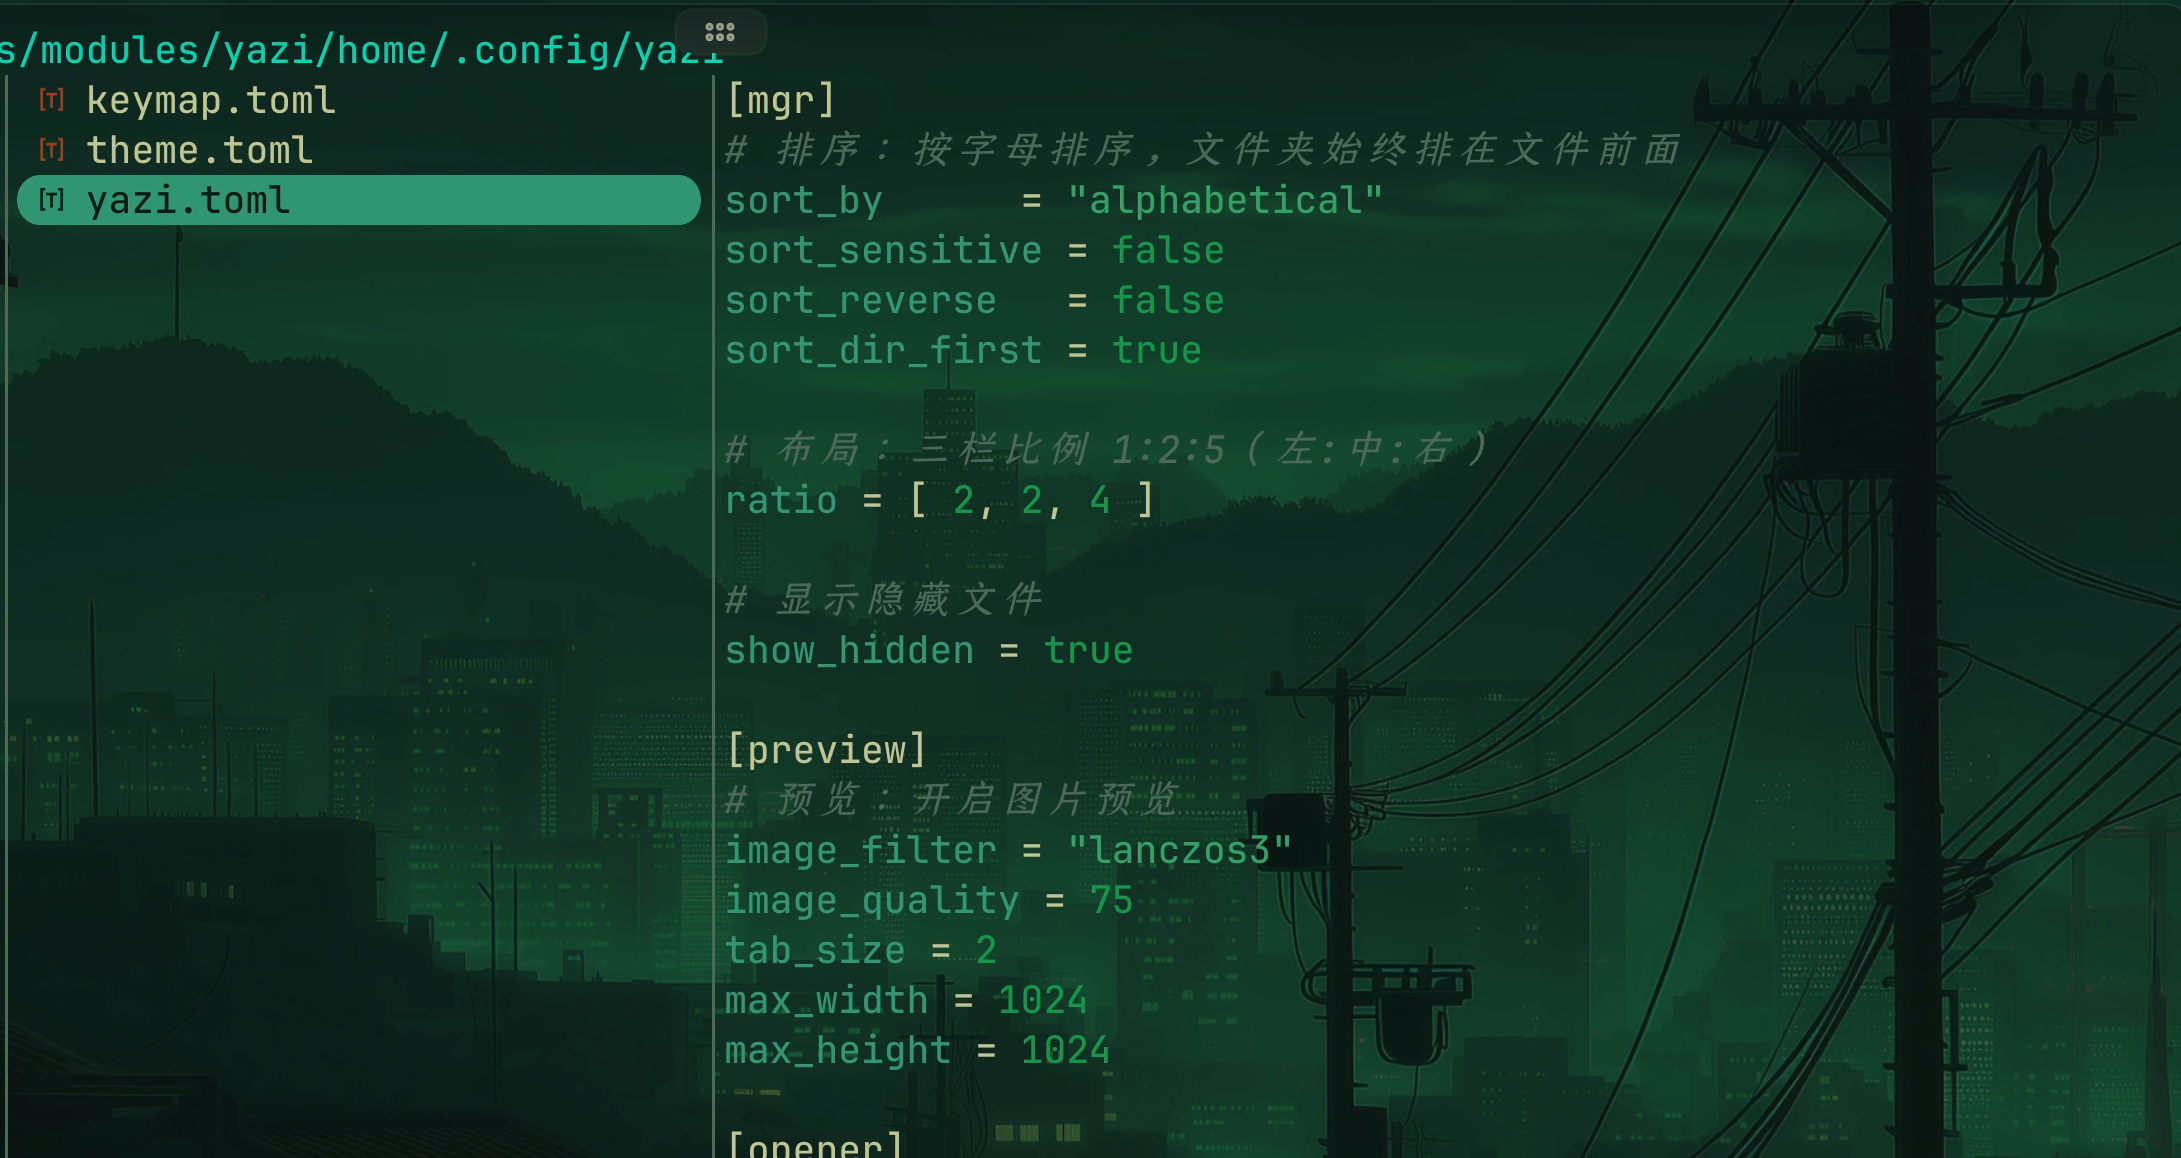 s/modules/yazi/home/.config/yazi
[T] keymap.toml
[T] theme.toml
[T] yazi.toml
[mgr]
# 排序：按字母排序，文件夹始终排在文件前面
sort_by      = "alphabetical"
sort_sensitive = false
sort_reverse   = false
sort_dir_first = true
# 布局：三栏比例 1:2:5（左:中:右）
ratio = [ 2, 2, 4 ]
# 显示隐藏文件
show_hidden = true
[preview]
# 预览：开启图片预览
image_filter = "lanczos3"
image_quality = 75
tab_size = 2
max_width = 1024
max_height = 1024
[opener]